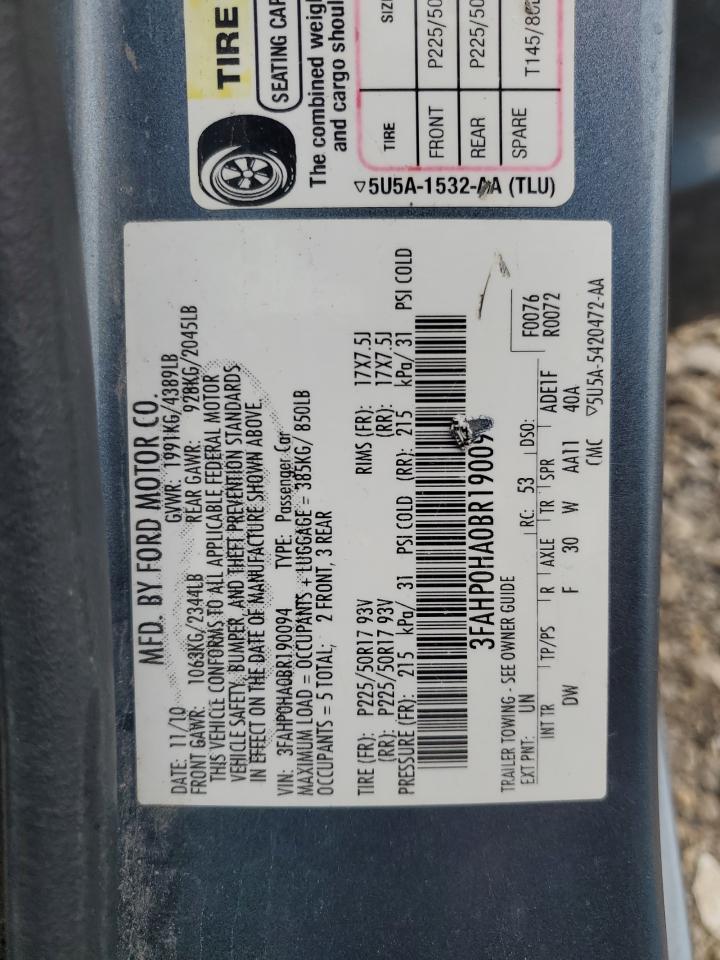 TIRE
SEATING CAP
The combined weigh
and cargo shoul
TIRE SIZE
FRONT P225/50
REAR P225/50
SPARE T145/80
▽5U5A-1532-AA (TLU)
MFD. BY FORD MOTOR CO.
DATE: 11/10 GVWR: 1991KG/4389LB
FRONT GAWR: 1063KG/2344LB REAR GAWR: 928KG/2045LB
THIS VEHICLE CONFORMS TO ALL APPLICABLE FEDERAL MOTOR
VEHICLE SAFETY, BUMPER, AND THEFT PREVENTION STANDARDS
IN EFFECT ON THE DATE OF MANUFACTURE SHOWN ABOVE.
VIN: 3FAHP0HA0BR190094 TYPE: Passenger Car
MAXIMUM LOAD = OCCUPANTS + LUGGAGE = 385KG/ 850LB
OCCUPANTS = 5 TOTAL; 2 FRONT, 3 REAR
TIRE (FR): P225/50R17 93V RIMS (FR): 17X7.5J
(RR): P225/50R17 93V (RR): 17X7.5J
PRESSURE (FR): 215 kPa/ 31 PSI COLD (RR): 215 kPa/ 31 PSI COLD
3FAHP0HA0BR19009
TRAILER TOWING - SEE OWNER GUIDE F0076
EXT PNT: UN RC: 53 DSO: R0072
INT TR TP/PS R AXLE TR SPR ADE1F
DW F 30 W AA11 40A
CMC ▽5U5A-5420472-AA